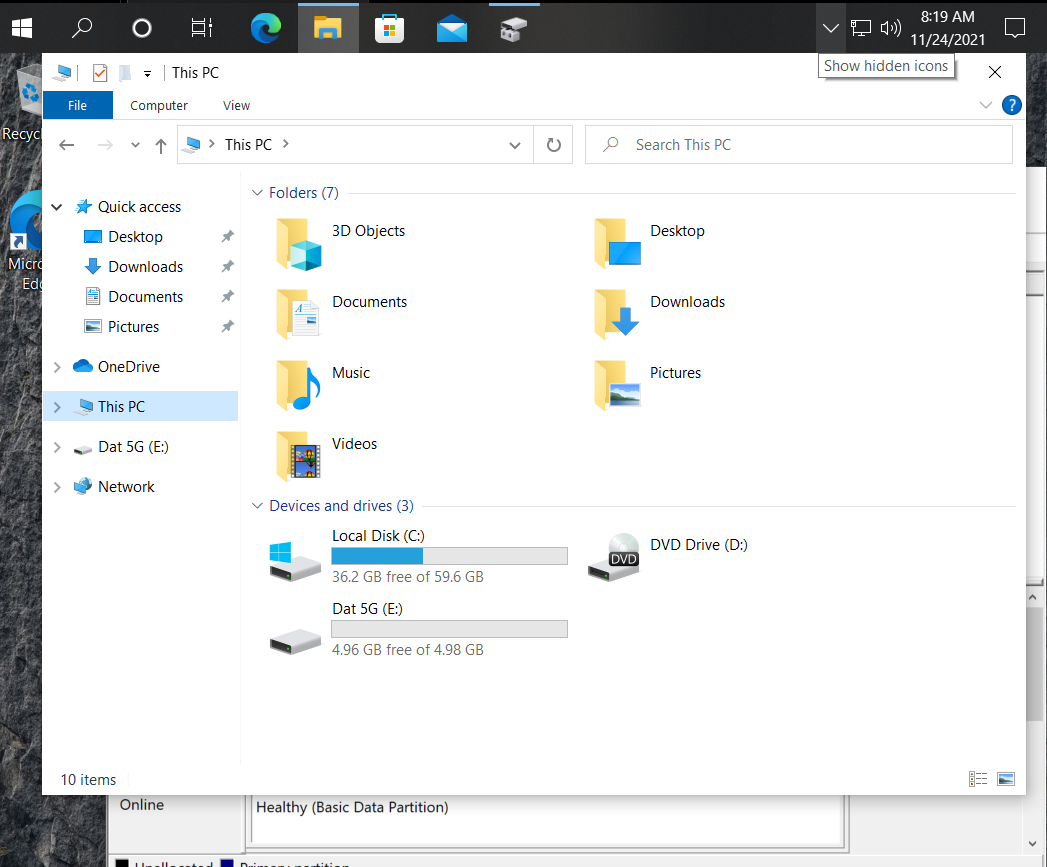 8:19 AM
11/24/2021
Show hidden icons
This PC
File
Computer
View
?
This PC
Search This PC
Recyc
Micro
Ed
Quick access
Desktop
Downloads
Documents
Pictures
OneDrive
This PC
Dat 5G (E:)
Network
Folders (7)
3D Objects
Desktop
Documents
Downloads
Music
Pictures
Videos
Devices and drives (3)
Local Disk (C:)
36.2 GB free of 59.6 GB
DVD
DVD Drive (D:)
Dat 5G (E:)
4.96 GB free of 4.98 GB
10 items
Online
Healthy (Basic Data Partition)
Unallocated
Primary partition